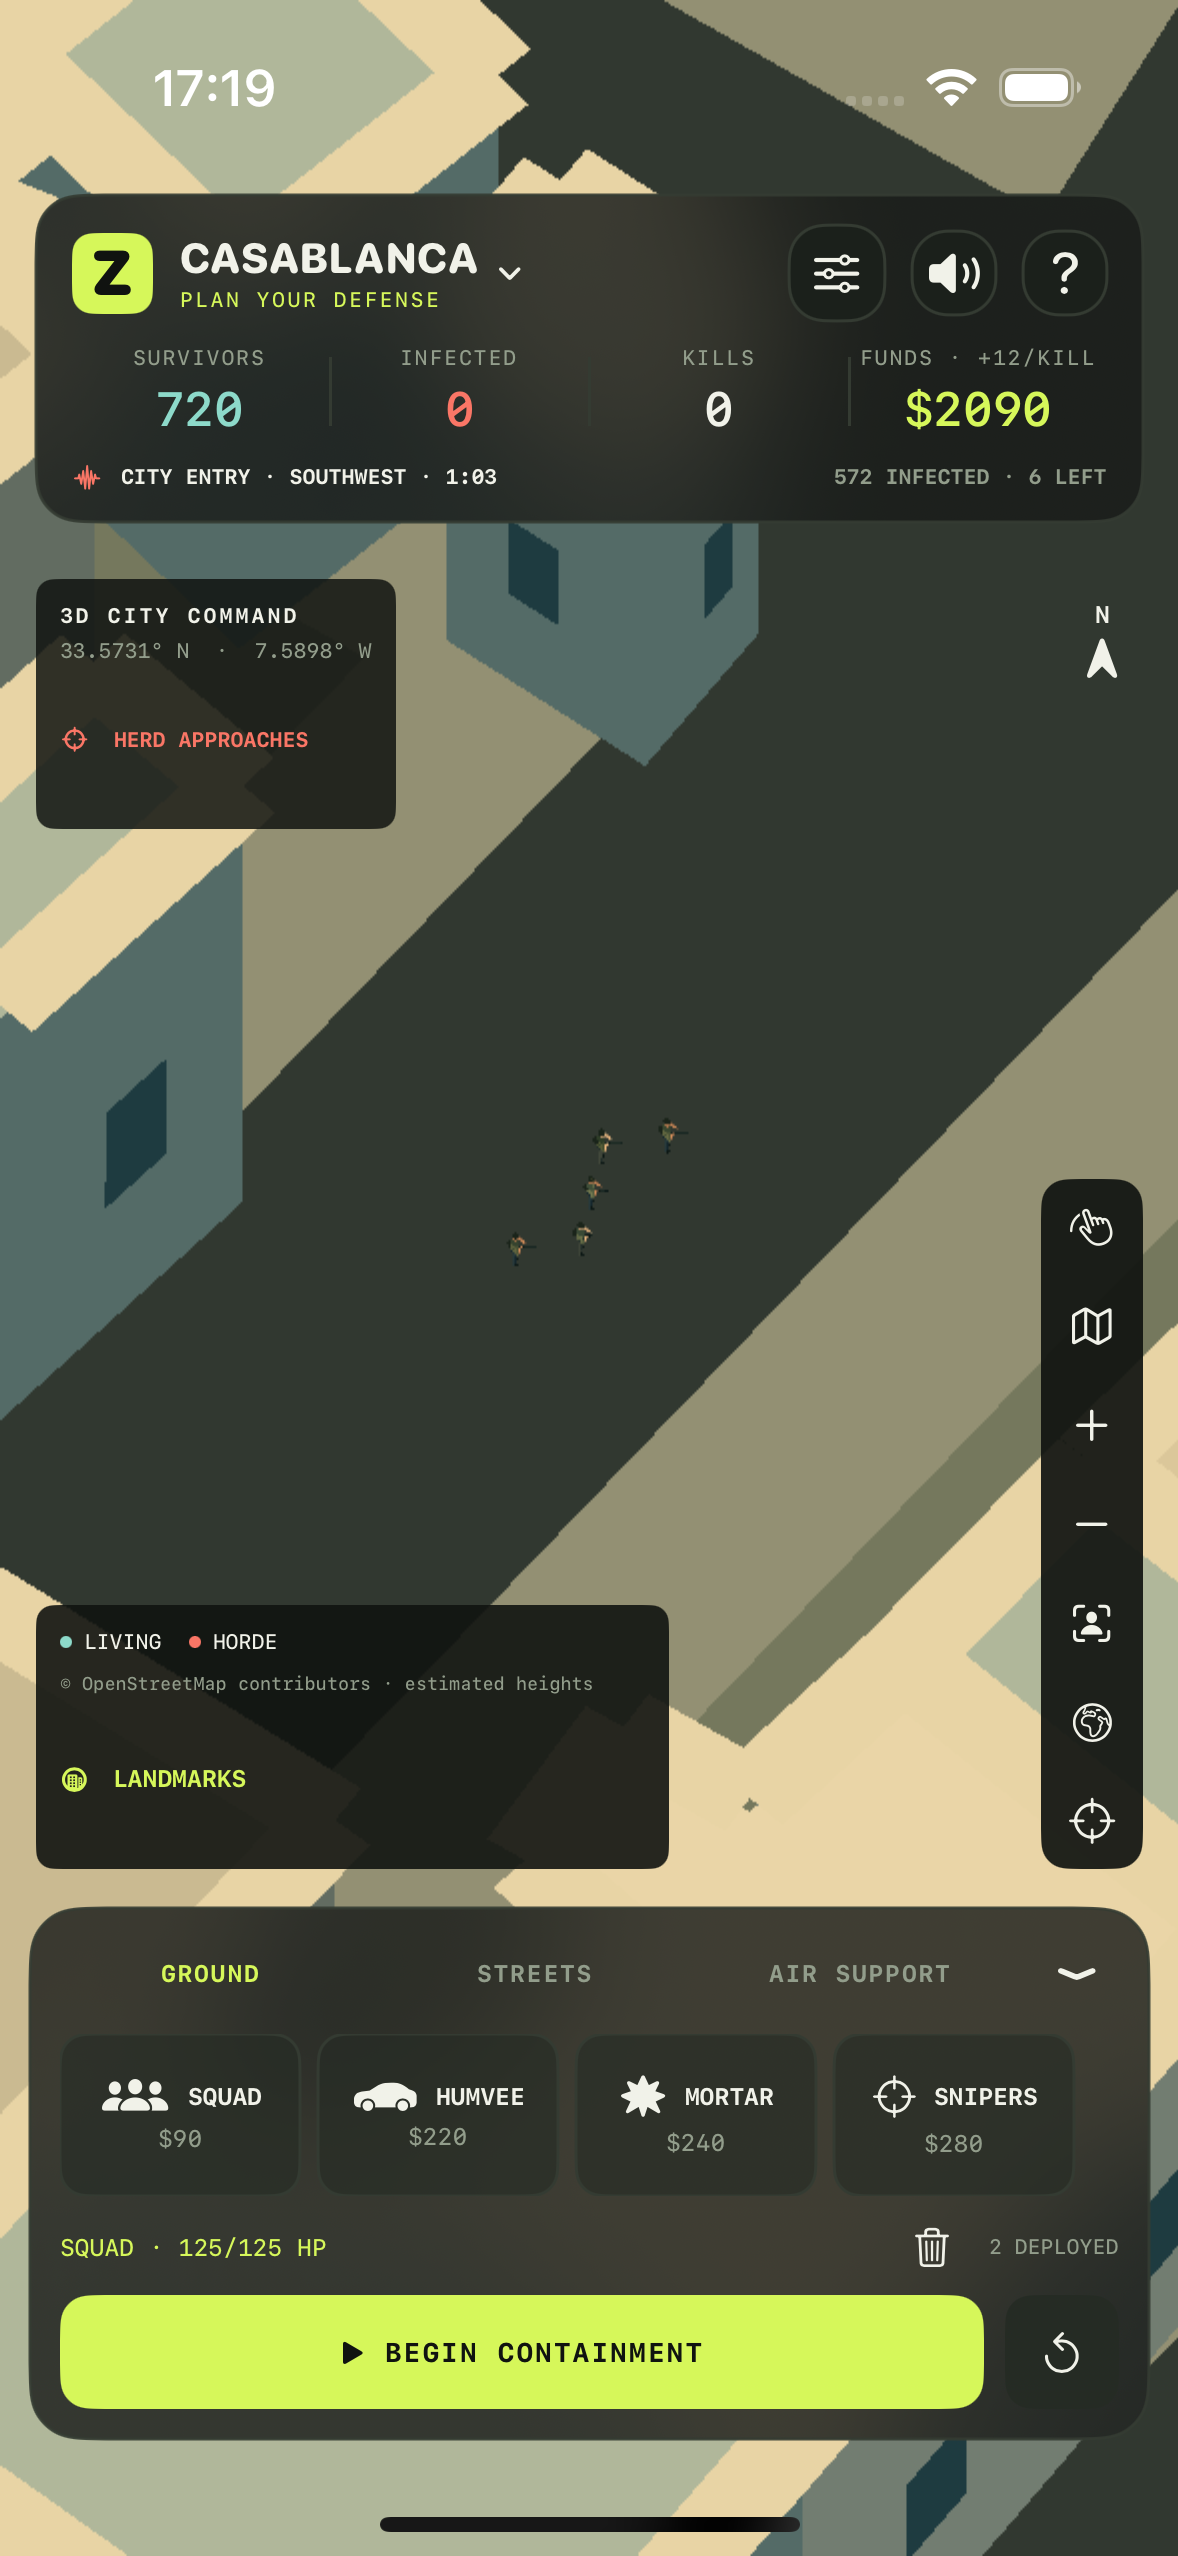 17:19
Z
CASABLANCA
PLAN YOUR DEFENSE
?
SURVIVORS INFECTED KILLS FUNDS · +12/KILL
720 0 0 $2090
CITY ENTRY · SOUTHWEST · 1:03 572 INFECTED · 6 LEFT
3D CITY COMMAND
33.5731° N · 7.5898° W
N
HERD APPROACHES
LIVING HORDE
© OpenStreetMap contributors · estimated heights
LANDMARKS
GROUND STREETS AIR SUPPORT
SQUAD HUMVEE MORTAR SNIPERS
$90 $220 $240 $280
SQUAD · 125/125 HP 2 DEPLOYED
BEGIN CONTAINMENT